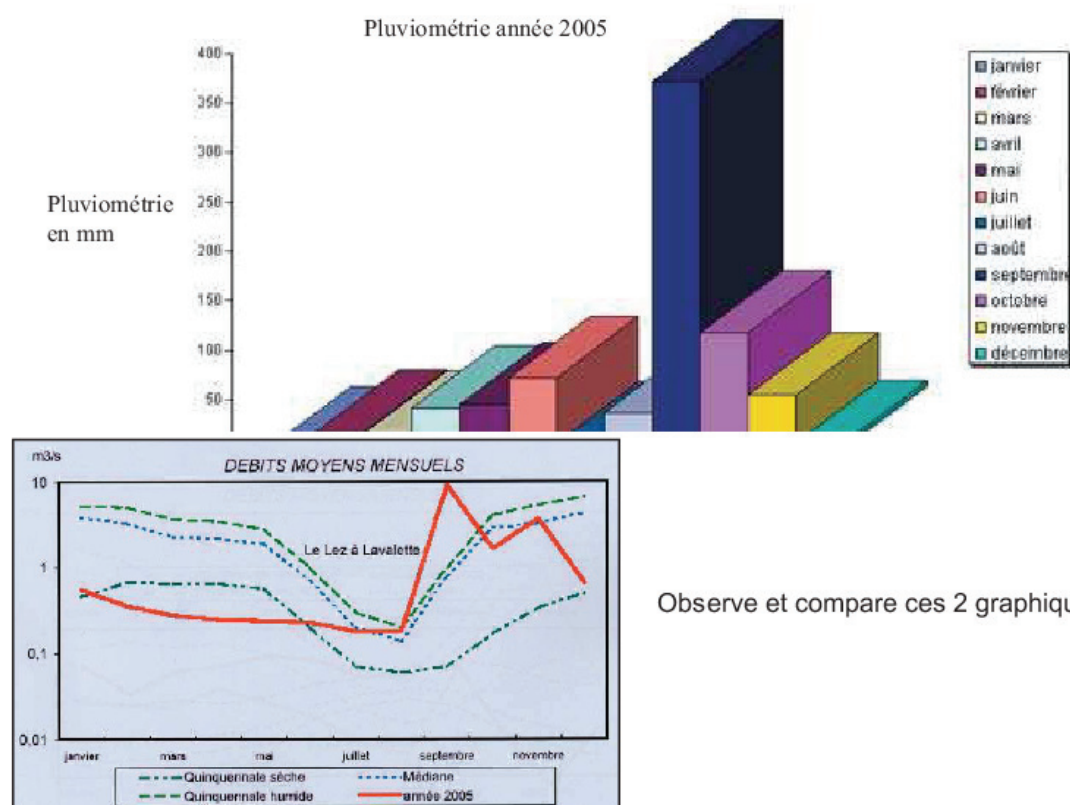 Pluviométrie année 2005
400
350
300
250
200
150
100
50
Pluviométrie
en mm
janvier
février
mars
avril
mai
juin
juillet
août
septembre
octobre
novembre
décembre
m3/s
DEBITS MOYENS MENSUELS
10
1
0,1
0,01
Le Lez à Lavalette
janvier mars mai juillet septembre novembre
Quinquennale sèche Médiane
Quinquennale humide année 2005
Observe et compare ces 2 graphiqu